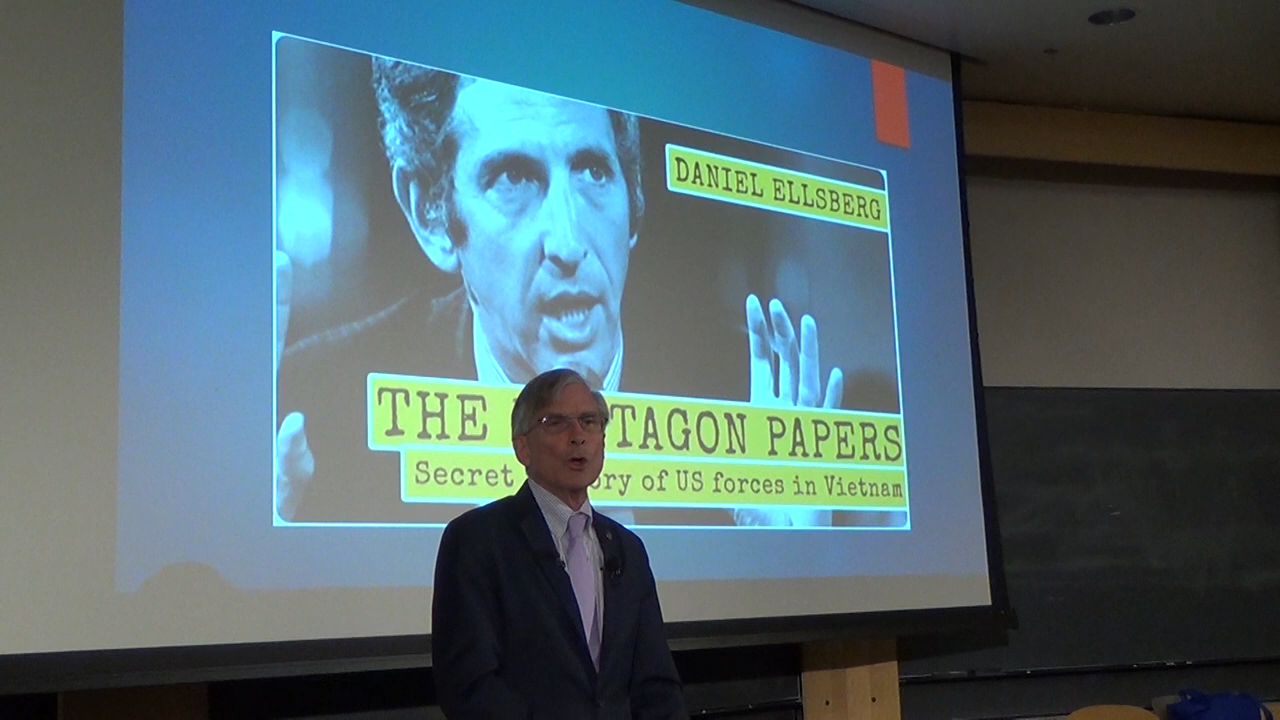 DANIEL ELLSBERG
THE TAGON PAPERS
Secret ory of US forces in Vietnam